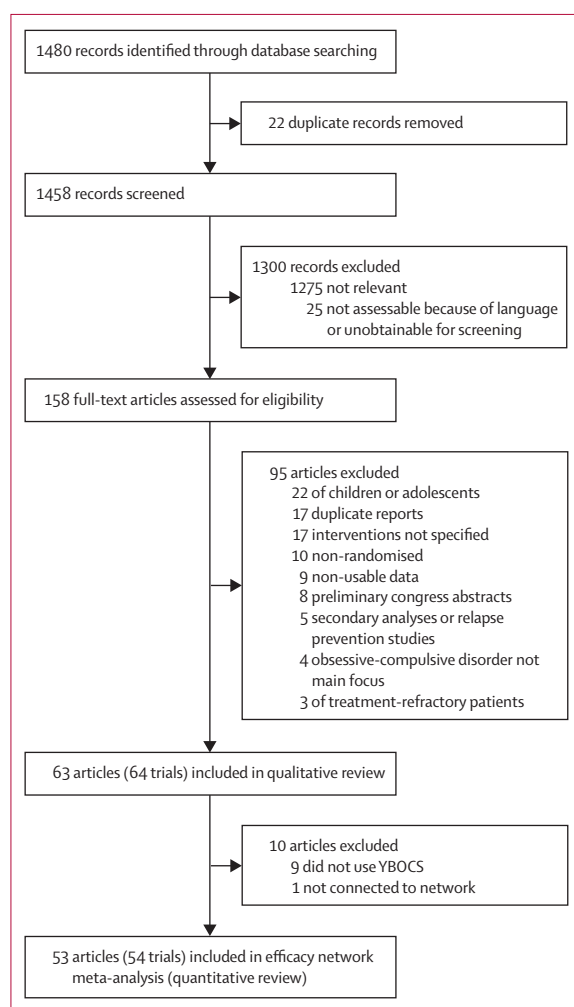 1480 records identified through database searching
22 duplicate records removed
1458 records screened
1300 records excluded
1275 not relevant
25 not assessable because of language
or unobtainable for screening
158 full-text articles assessed for eligibility
95 articles excluded
22 of children or adolescents
17 duplicate reports
17 interventions not specified
10 non-randomised
9 non-usable data
8 preliminary congress abstracts
5 secondary analyses or relapse
prevention studies
4 obsessive-compulsive disorder not
main focus
3 of treatment-refractory patients
63 articles (64 trials) included in qualitative review
10 articles excluded
9 did not use YBOCS
1 not connected to network
53 articles (54 trials) included in efficacy network
meta-analysis (quantitative review)